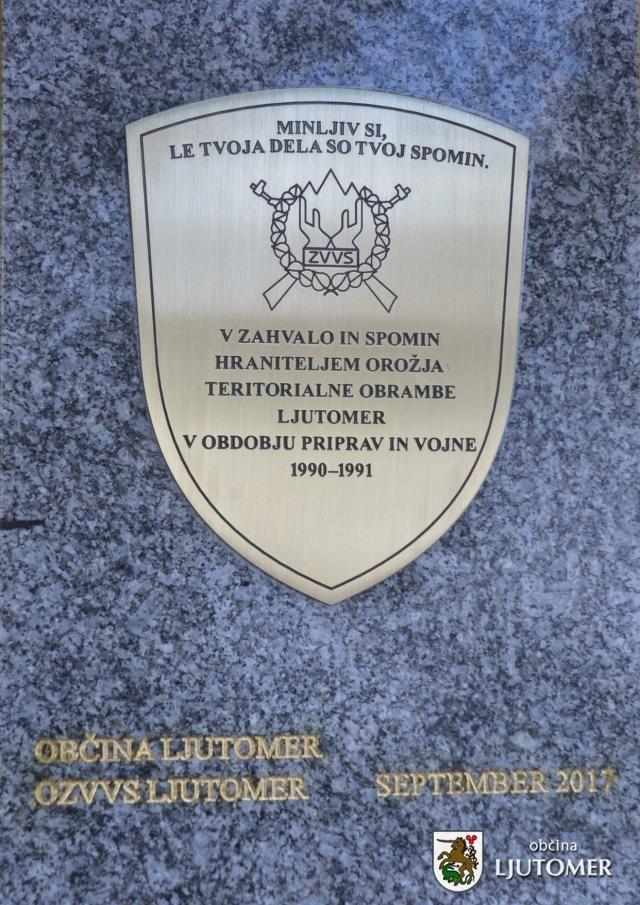 MINLJIV SI,
LE TVOJA DELA SO TVOJ SPOMIN.
ZVVS
V ZAHVALO IN SPOMIN
HRANITELJEM OROŽJA
TERITORIALNE OBRAMBE
LJUTOMER
V OBDOBJU PRIPRAV IN VOJNE
1990–1991
OBČINA LJUTOMER
OZVVS LJUTOMER SEPTEMBER 2017
občina
LJUTOMER